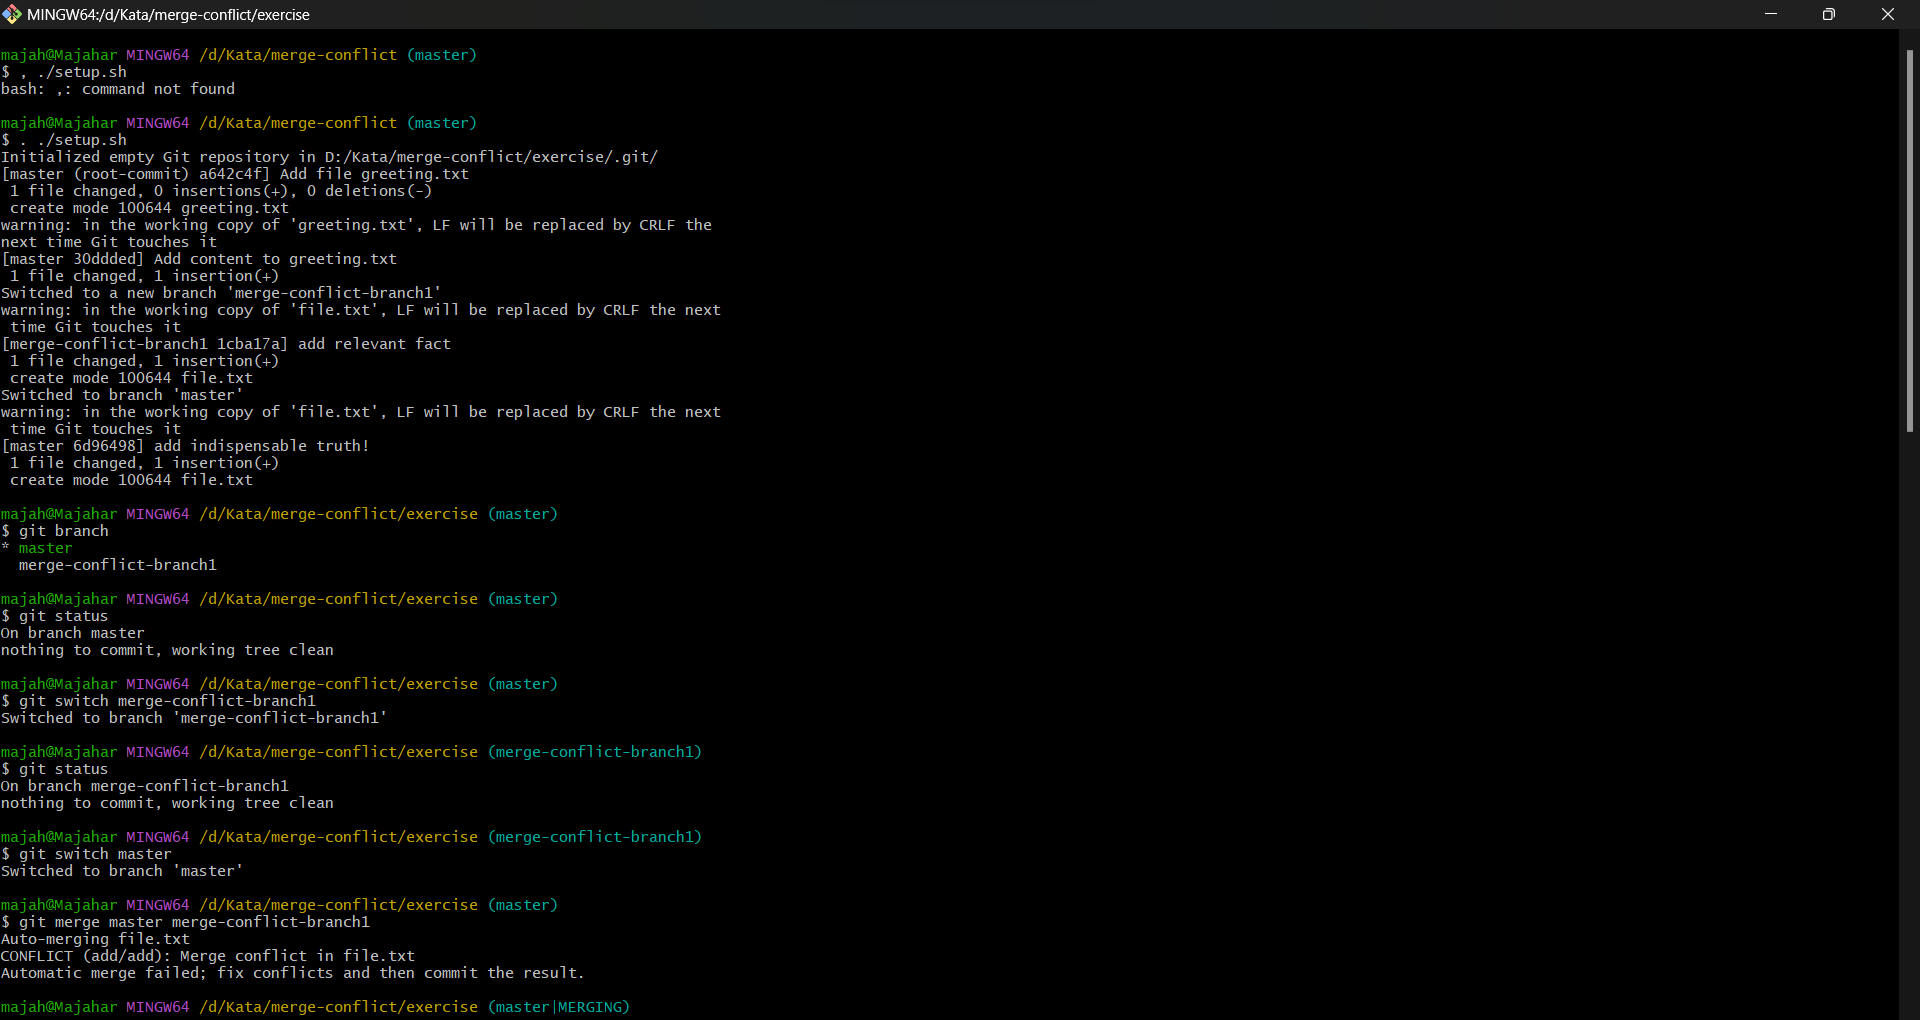 MINGW64:/d/Kata/merge-conflict/exercise
majah@Majahar MINGW64 /d/Kata/merge-conflict (master)
$ , ./setup.sh
bash: ,: command not found
majah@Majahar MINGW64 /d/Kata/merge-conflict (master)
$ . ./setup.sh
Initialized empty Git repository in D:/Kata/merge-conflict/exercise/.git/
[master (root-commit) a642c4f] Add file greeting.txt
 1 file changed, 0 insertions(+), 0 deletions(-)
 create mode 100644 greeting.txt
warning: in the working copy of 'greeting.txt', LF will be replaced by CRLF the
next time Git touches it
[master 30ddded] Add content to greeting.txt
 1 file changed, 1 insertion(+)
Switched to a new branch 'merge-conflict-branch1'
warning: in the working copy of 'file.txt', LF will be replaced by CRLF the next
 time Git touches it
[merge-conflict-branch1 1cba17a] add relevant fact
 1 file changed, 1 insertion(+)
 create mode 100644 file.txt
Switched to branch 'master'
warning: in the working copy of 'file.txt', LF will be replaced by CRLF the next
 time Git touches it
[master 6d96498] add indispensable truth!
 1 file changed, 1 insertion(+)
 create mode 100644 file.txt
majah@Majahar MINGW64 /d/Kata/merge-conflict/exercise (master)
$ git branch
* master
  merge-conflict-branch1
majah@Majahar MINGW64 /d/Kata/merge-conflict/exercise (master)
$ git status
On branch master
nothing to commit, working tree clean
majah@Majahar MINGW64 /d/Kata/merge-conflict/exercise (master)
$ git switch merge-conflict-branch1
Switched to branch 'merge-conflict-branch1'
majah@Majahar MINGW64 /d/Kata/merge-conflict/exercise (merge-conflict-branch1)
$ git status
On branch merge-conflict-branch1
nothing to commit, working tree clean
majah@Majahar MINGW64 /d/Kata/merge-conflict/exercise (merge-conflict-branch1)
$ git switch master
Switched to branch 'master'
majah@Majahar MINGW64 /d/Kata/merge-conflict/exercise (master)
$ git merge master merge-conflict-branch1
Auto-merging file.txt
CONFLICT (add/add): Merge conflict in file.txt
Automatic merge failed; fix conflicts and then commit the result.
majah@Majahar MINGW64 /d/Kata/merge-conflict/exercise (master|MERGING)